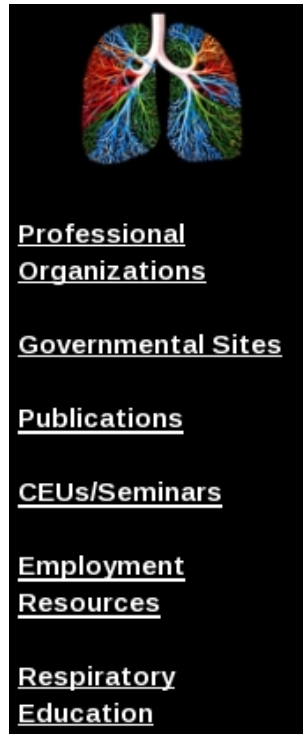 Professional
Organizations
Governmental Sites
Publications
CEUs/Seminars
Employment
Resources
Respiratory
Education